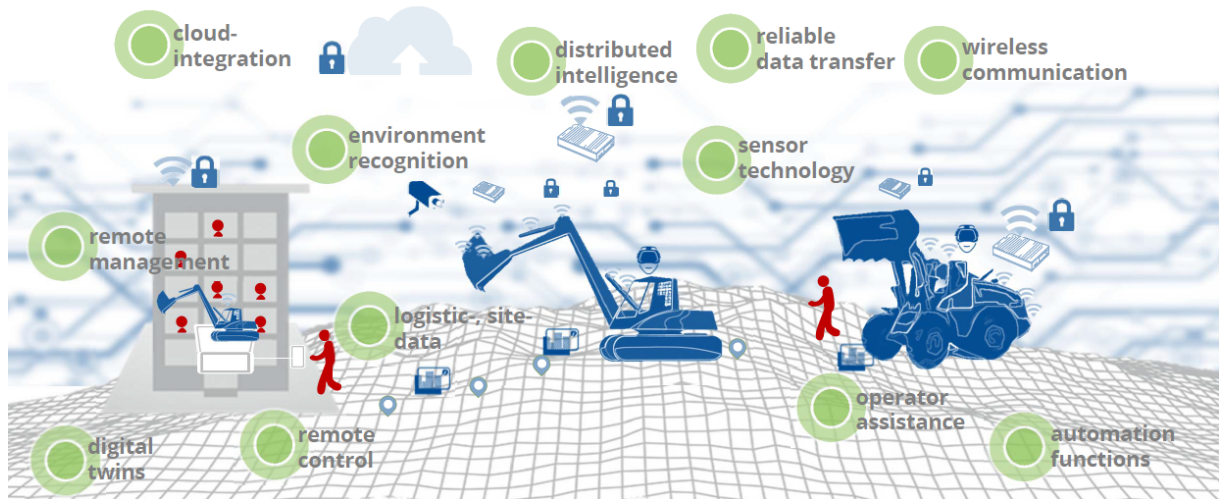 cloud-
integration
distributed
intelligence
reliable
data transfer
wireless
communication
environment
recognition
sensor
technology
remote
management
logistic-, site-
data
operator
assistance
remote
control
digital
twins
automation
functions